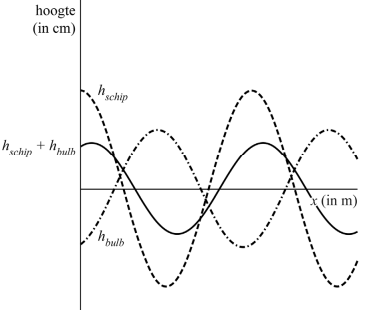 hoogte
(in cm)
h_schip
h_schip + h_bulb
x (in m)
h_bulb